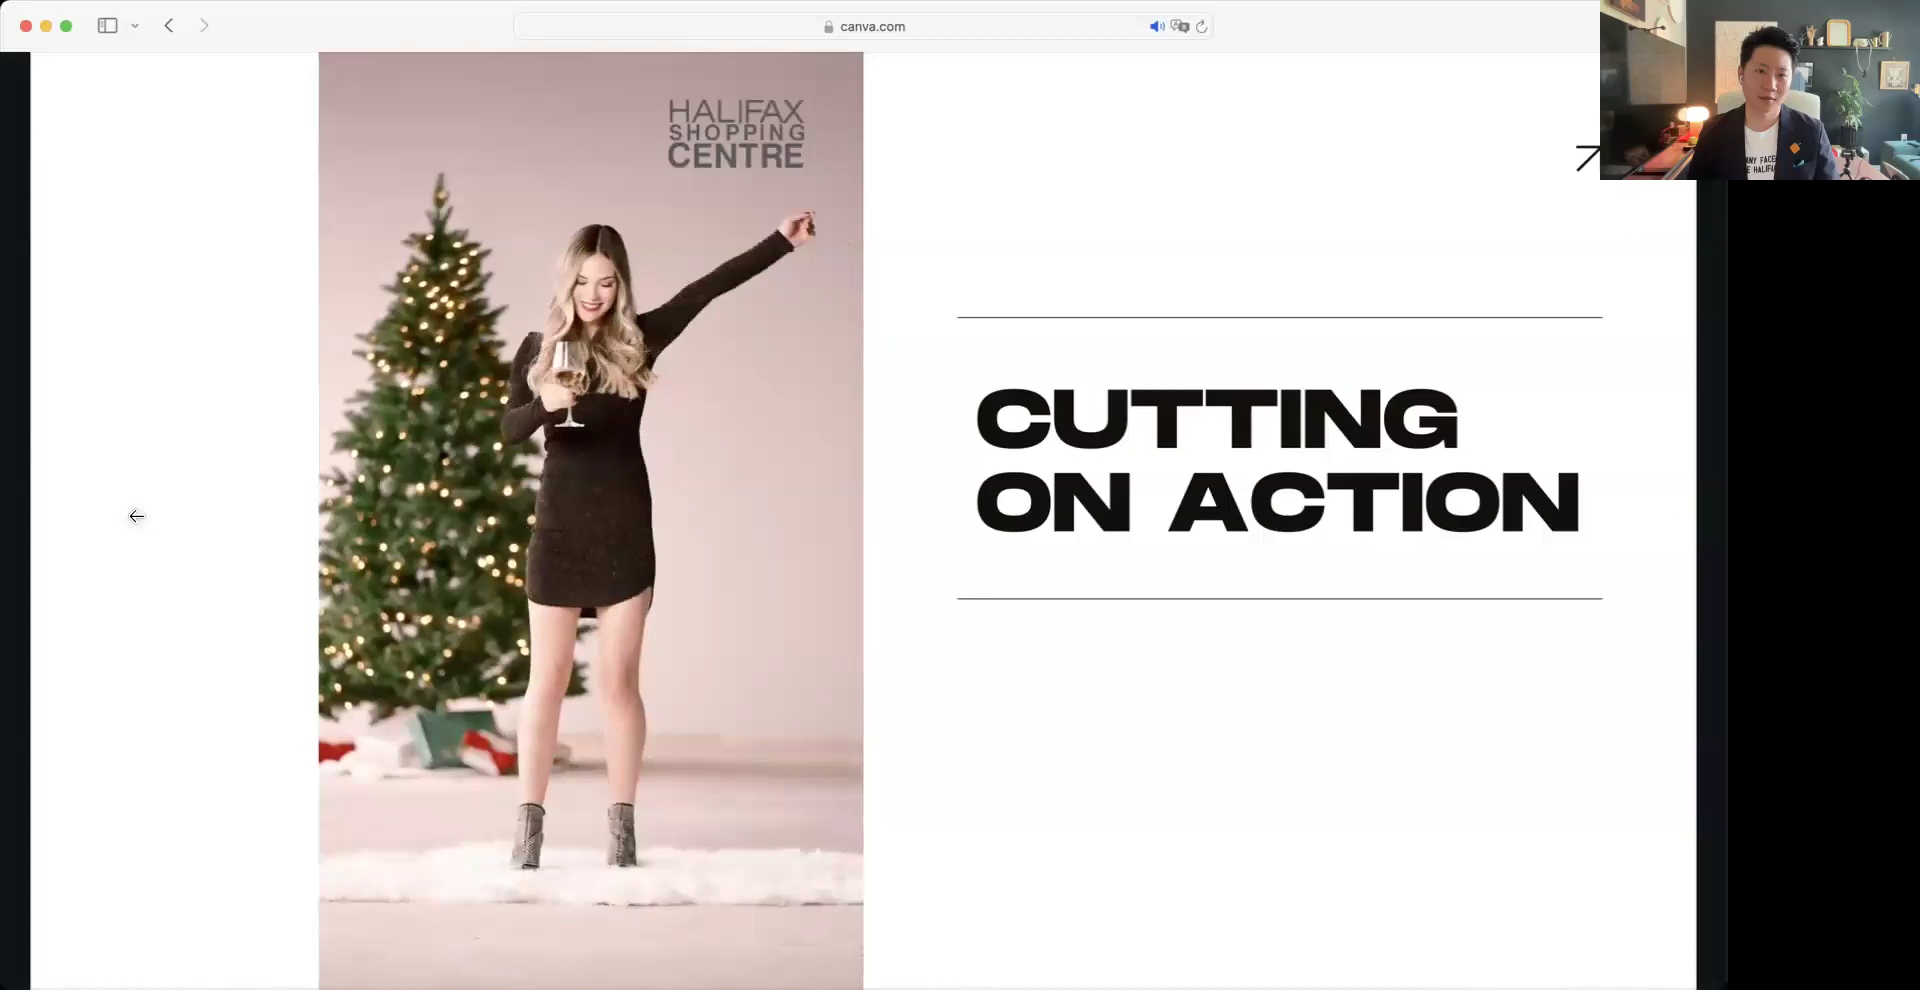 canva.com
HALIFAX
SHOPPING
CENTRE
CUTTING
ON ACTION